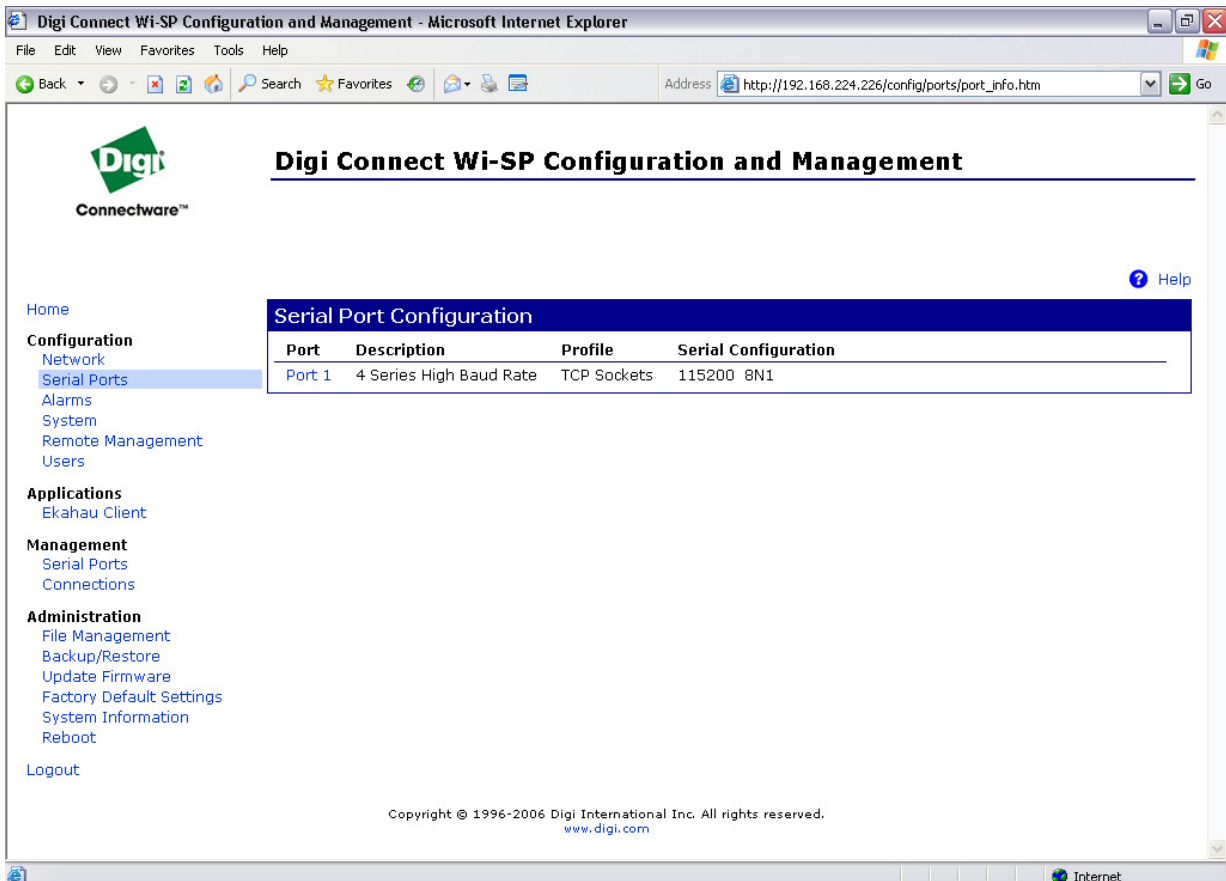 Digi Connect Wi-SP Configuration and Management - Microsoft Internet Explorer
File Edit View Favorites Tools Help
Back Search Favorites Address http://192.168.224.226/config/ports/port_info.htm Go
Digi
Connectware™
Digi Connect Wi-SP Configuration and Management
? Help
Home
Configuration
Network
Serial Ports
Alarms
System
Remote Management
Users
Applications
Ekahau Client
Management
Serial Ports
Connections
Administration
File Management
Backup/Restore
Update Firmware
Factory Default Settings
System Information
Reboot
Logout
Serial Port Configuration
Port Description Profile Serial Configuration
Port 1 4 Series High Baud Rate TCP Sockets 115200 8N1
Copyright © 1996-2006 Digi International Inc. All rights reserved.
www.digi.com
Internet